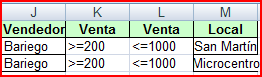 J K L M
Vendedor Venta Venta Local
Bariego >=200 <=1000 San Martín
Bariego >=200 <=1000 Microcentro